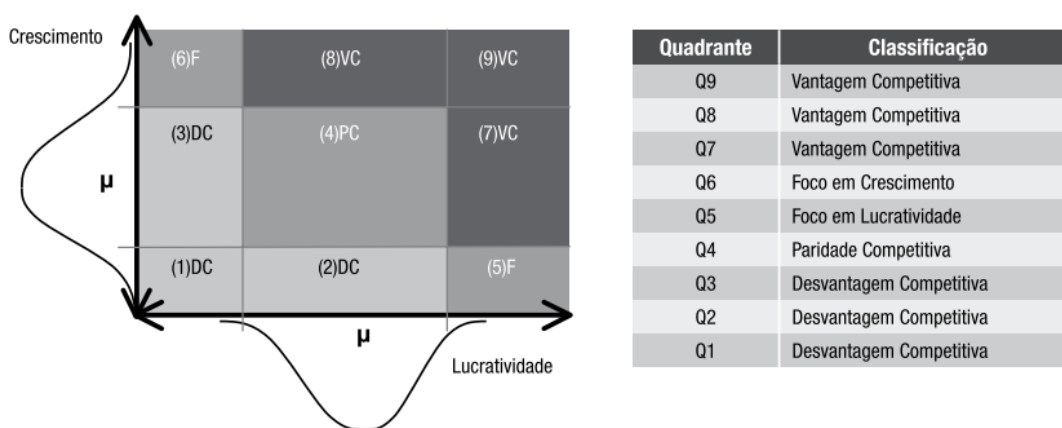 Crescimento
(6)F (8)VC (9)VC
(3)DC (4)PC (7)VC
µ
(1)DC (2)DC (5)F
µ
Lucratividade
Quadrante Classificação
Q9 Vantagem Competitiva
Q8 Vantagem Competitiva
Q7 Vantagem Competitiva
Q6 Foco em Crescimento
Q5 Foco em Lucratividade
Q4 Paridade Competitiva
Q3 Desvantagem Competitiva
Q2 Desvantagem Competitiva
Q1 Desvantagem Competitiva